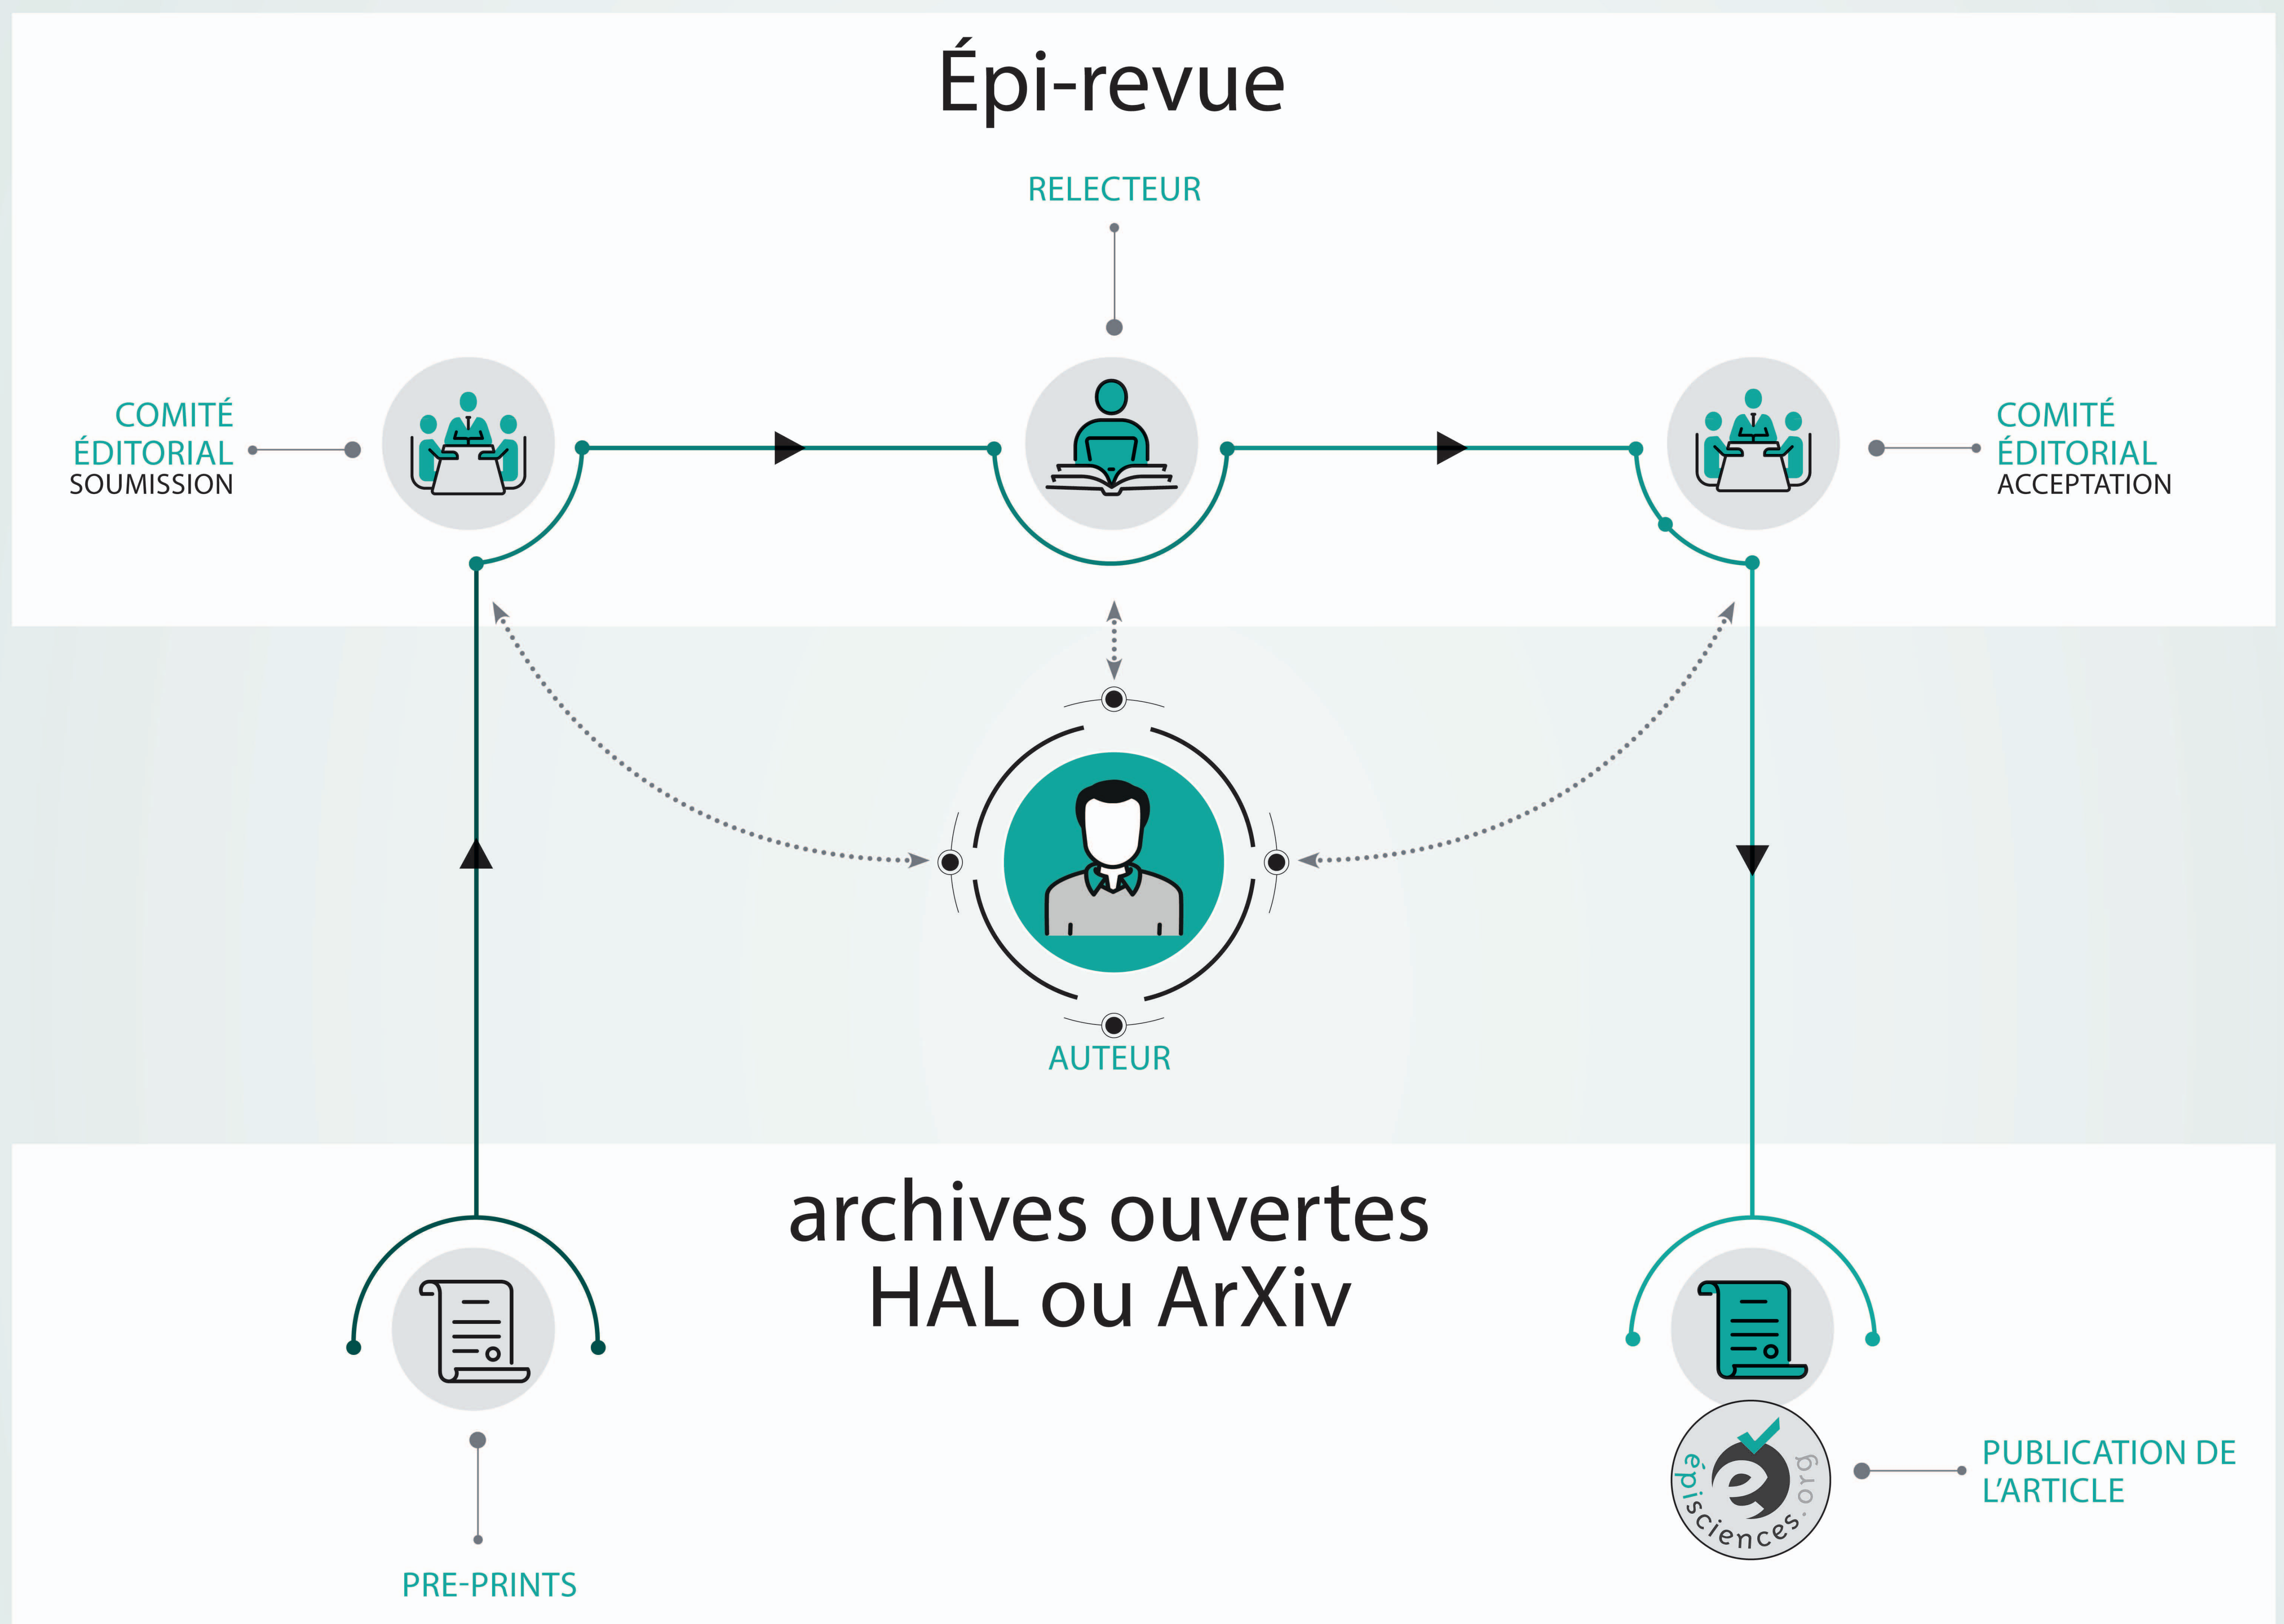 Épi-revue
RELECTEUR
COMITÉ
ÉDITORIAL
SOUMISSION
COMITÉ
ÉDITORIAL
ACCEPTATION
AUTEUR
archives ouvertes
HAL ou ArXiv
PRE-PRINTS
épisciences.org
PUBLICATION DE
L'ARTICLE